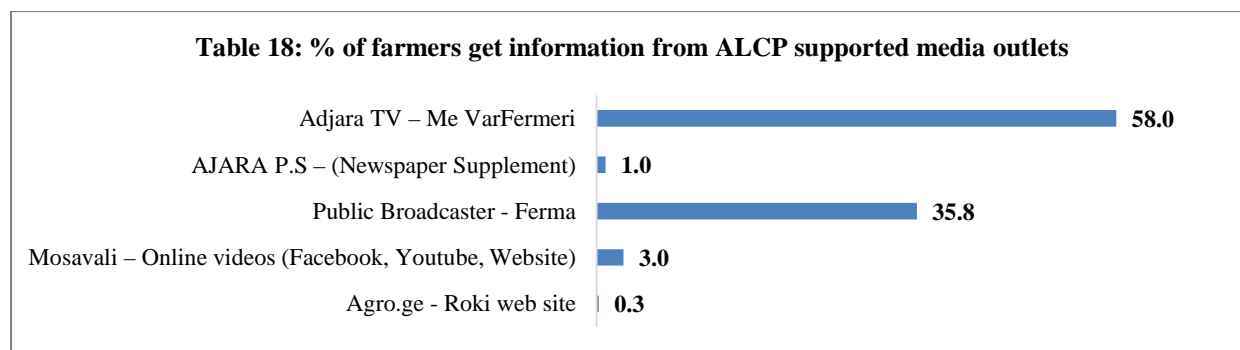 Table 18: % of farmers get information from ALCP supported media outlets
Adjara TV – Me VarFermeri 58.0
AJARA P.S – (Newspaper Supplement) 1.0
Public Broadcaster - Ferma 35.8
Mosavali – Online videos (Facebook, Youtube, Website) 3.0
Agro.ge - Roki web site 0.3